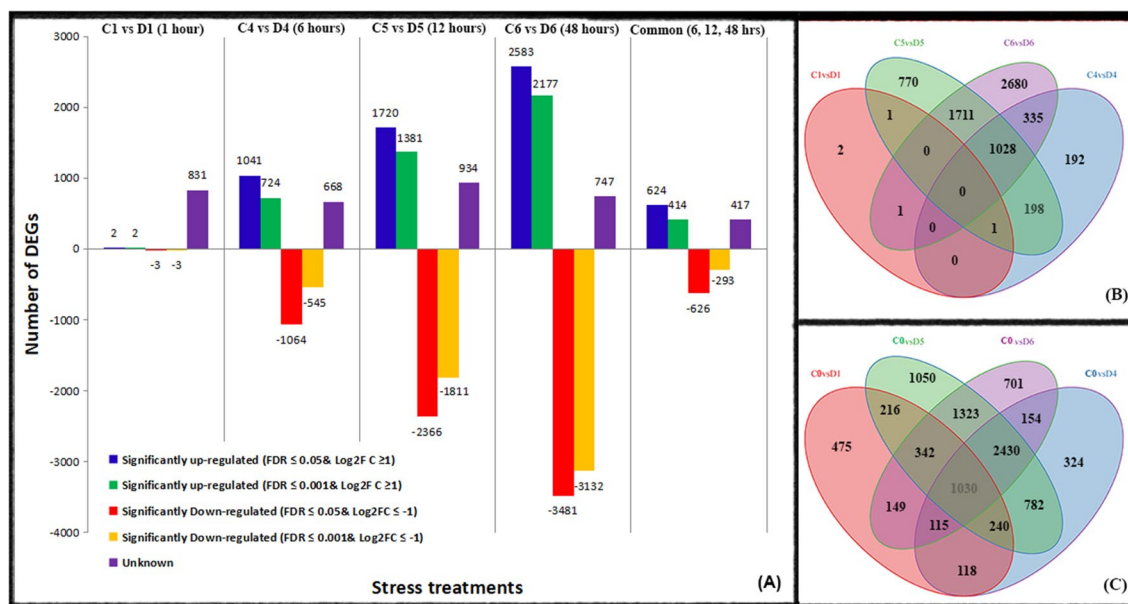 C1 vs D1 (1 hour) C4 vs D4 (6 hours) C5 vs D5 (12 hours) C6 vs D6 (48 hours) Common (6, 12, 48 hrs)
3000
2000
1000
0
-1000
-2000
-3000
-4000
Number of DEGs
2 2 -3 -3 831
1041 724 -1064 -545 668
1720 1381 -2366 -1811 934
2583 2177 -3481 -3132 747
624 414 -626 -293 417
Significantly up-regulated (FDR ≤ 0.05& Log2F C ≥1)
Significantly up-regulated (FDR ≤ 0.001& Log2F C ≥1)
Significantly Down-regulated (FDR ≤ 0.05& Log2FC ≤ -1)
Significantly Down-regulated (FDR ≤ 0.001& Log2FC ≤ -1)
Unknown
Stress treatments
(A)
C5vsD5 C6vsD6
C1vsD1 C4vsD4
770 2680
1 1711 335
2 0 1028 192
0
1 198
0 1
0
(B)
C0vsD5 C0 vsD6
C0vsD1 C0vsD4
1050 701
216 1323 154
475 342 2430 324
1030
149 782
115 240
118
(C)